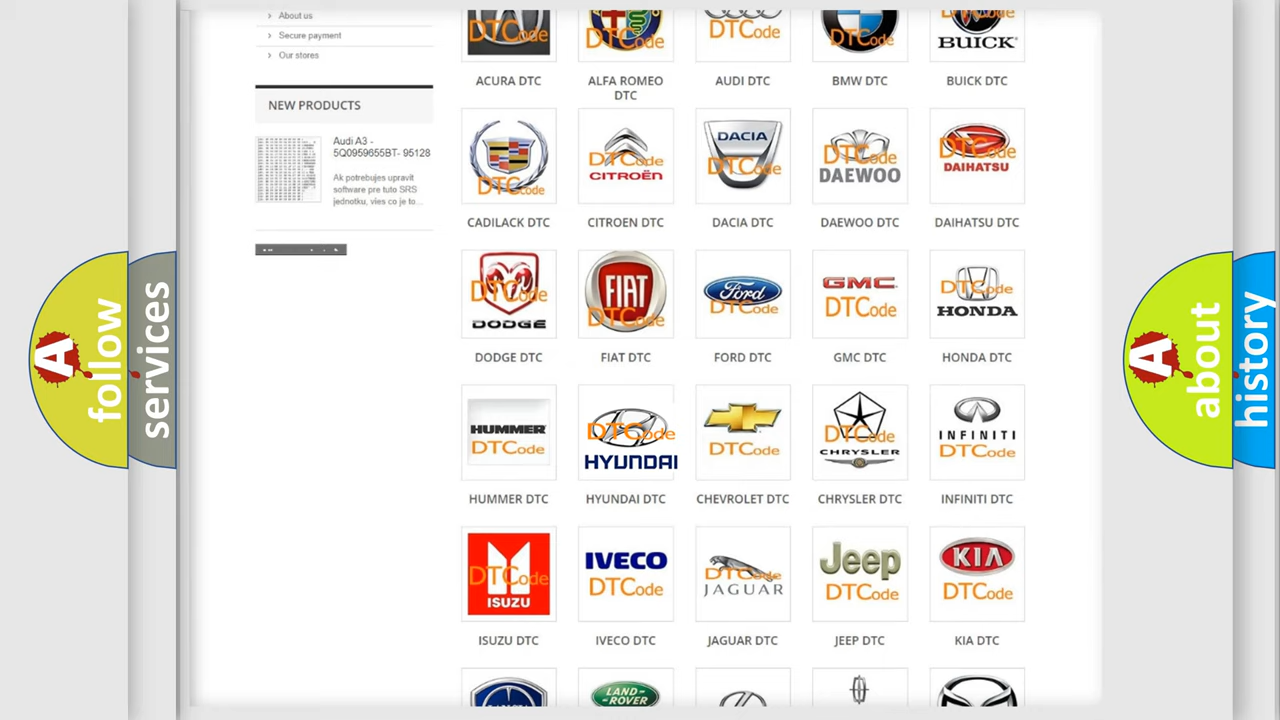 About us
Secure payment
Our stores
NEW PRODUCTS
Audi A3 -
5Q0959655BT- 95128
Ak potrebujes upravit
software pre tuto SRS
jednotku, vies co je to...
DTCode
DTCode
DTCode
DTCode
BUICK
ACURA DTC
ALFA ROMEO
DTC
AUDI DTC
BMW DTC
BUICK DTC
DTCode
DTCode
CITROËN
DACIA
DTCode
DTCode
DAEWOO
DTCode
DAIHATSU
CADILACK DTC
CITROEN DTC
DACIA DTC
DAEWOO DTC
DAIHATSU DTC
DTCode
DODGE
FIAT
DTCode
Ford
DTCode
GMC
DTCode
DTCode
HONDA
DODGE DTC
FIAT DTC
FORD DTC
GMC DTC
HONDA DTC
HUMMER
DTCode
DTCode
HYUNDAI
DTCode
DTCode
CHRYSLER
INFINITI
DTCode
HUMMER DTC
HYUNDAI DTC
CHEVROLET DTC
CHRYSLER DTC
INFINITI DTC
DTCode
ISUZU
IVECO
DTCode
DTCode
JAGUAR
Jeep
DTCode
KIA
DTCode
ISUZU DTC
IVECO DTC
JAGUAR DTC
JEEP DTC
KIA DTC
LAND-
ROVER
A
follow
services
A
about
history